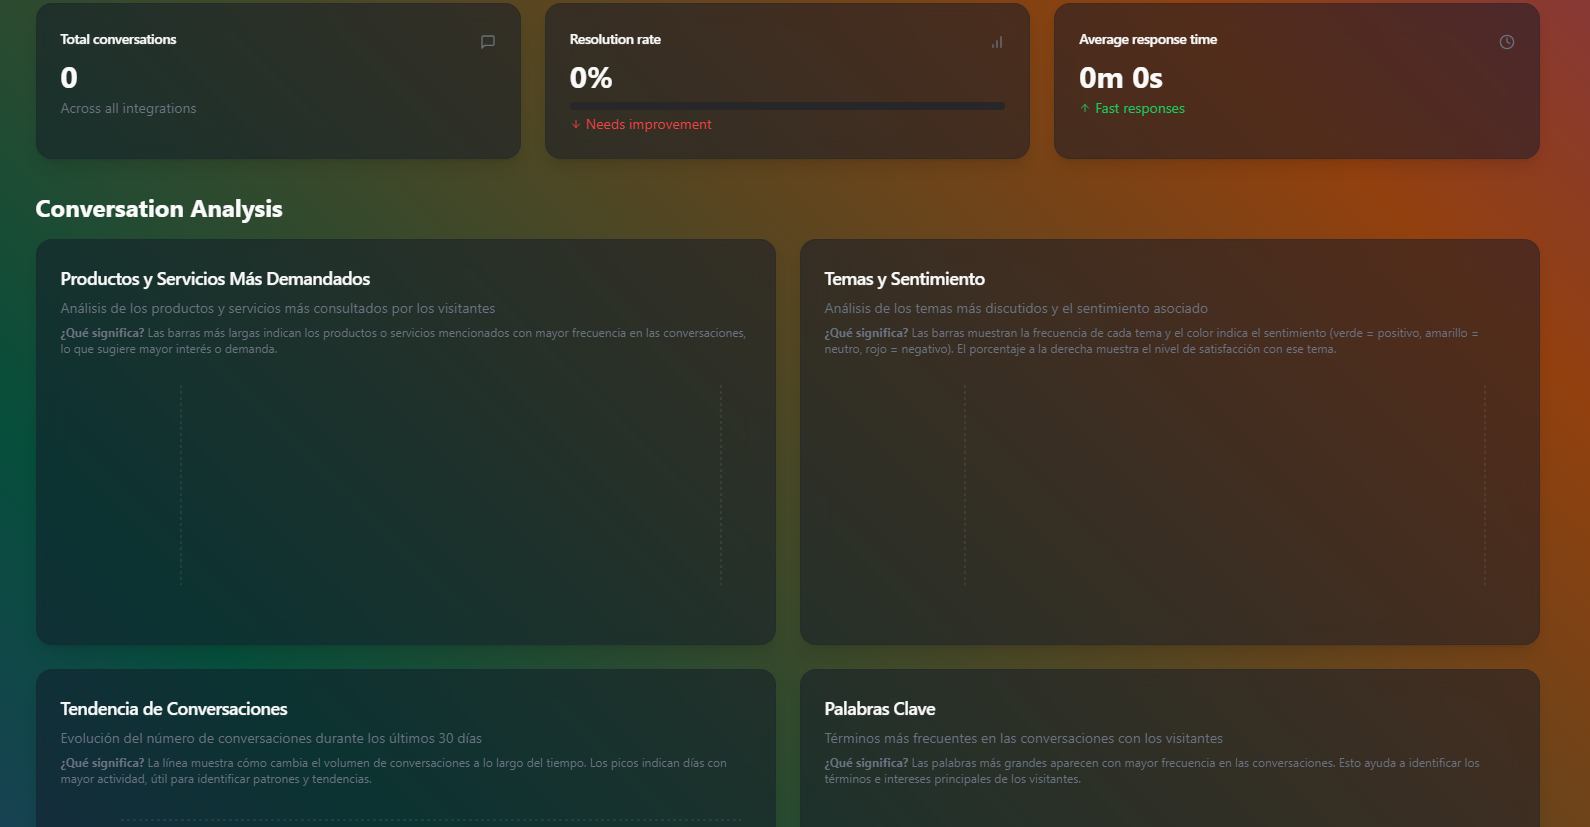 Total conversations
0
Across all integrations
Resolution rate
0%
Needs improvement
Average response time
0m 0s
Fast responses
Conversation Analysis
Productos y Servicios Más Demandados
Análisis de los productos y servicios más consultados por los visitantes
¿Qué significa? Las barras más largas indican los productos o servicios mencionados con mayor frecuencia en las conversaciones,
lo que sugiere mayor interés o demanda.
Temas y Sentimiento
Análisis de los temas más discutidos y el sentimiento asociado
¿Qué significa? Las barras muestran la frecuencia de cada tema y el color indica el sentimiento (verde = positivo, amarillo =
neutro, rojo = negativo). El porcentaje a la derecha muestra el nivel de satisfacción con ese tema.
Tendencia de Conversaciones
Evolución del número de conversaciones durante los últimos 30 días
¿Qué significa? La línea muestra cómo cambia el volumen de conversaciones a lo largo del tiempo. Los picos indican días con
mayor actividad, útil para identificar patrones y tendencias.
Palabras Clave
Términos más frecuentes en las conversaciones con los visitantes
¿Qué significa? Las palabras más grandes aparecen con mayor frecuencia en las conversaciones. Esto ayuda a identificar los
términos e intereses principales de los visitantes.